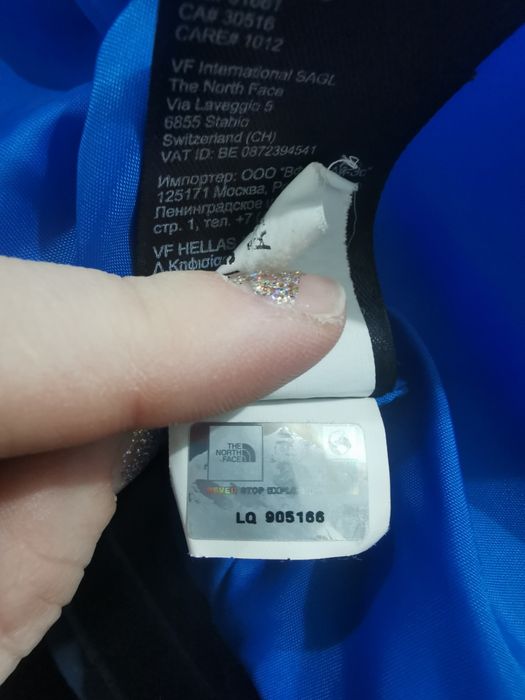 CA# 30516
CARE# 1012
VF International SAGL
The North Face
Via Laveggio 5
6855 Stabio
Switzerland (CH)
VAT ID: BE 0872394541
Импортер: ООО
125171 Москва,
Ленинградское
стр. 1, тел. +7
VF HELLAS
THE
NORTH
FACE
NEVER STOP
LQ 905166